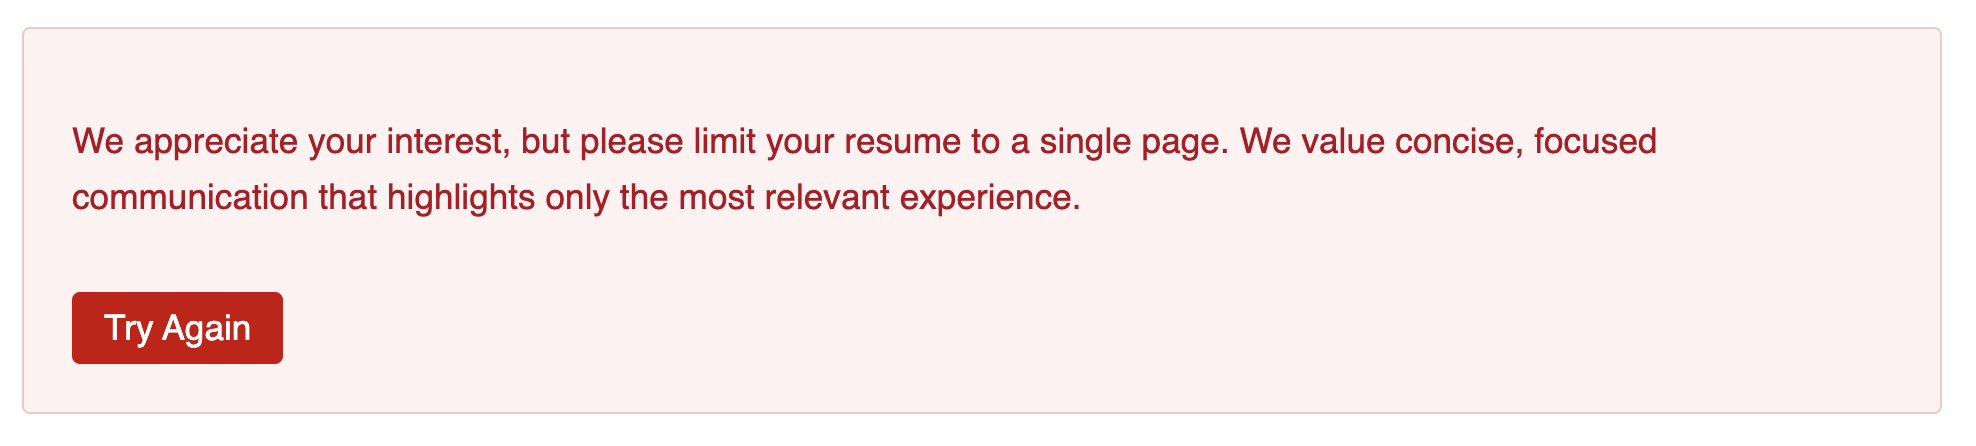 We appreciate your interest, but please limit your resume to a single page. We value concise, focused
communication that highlights only the most relevant experience.
Try Again